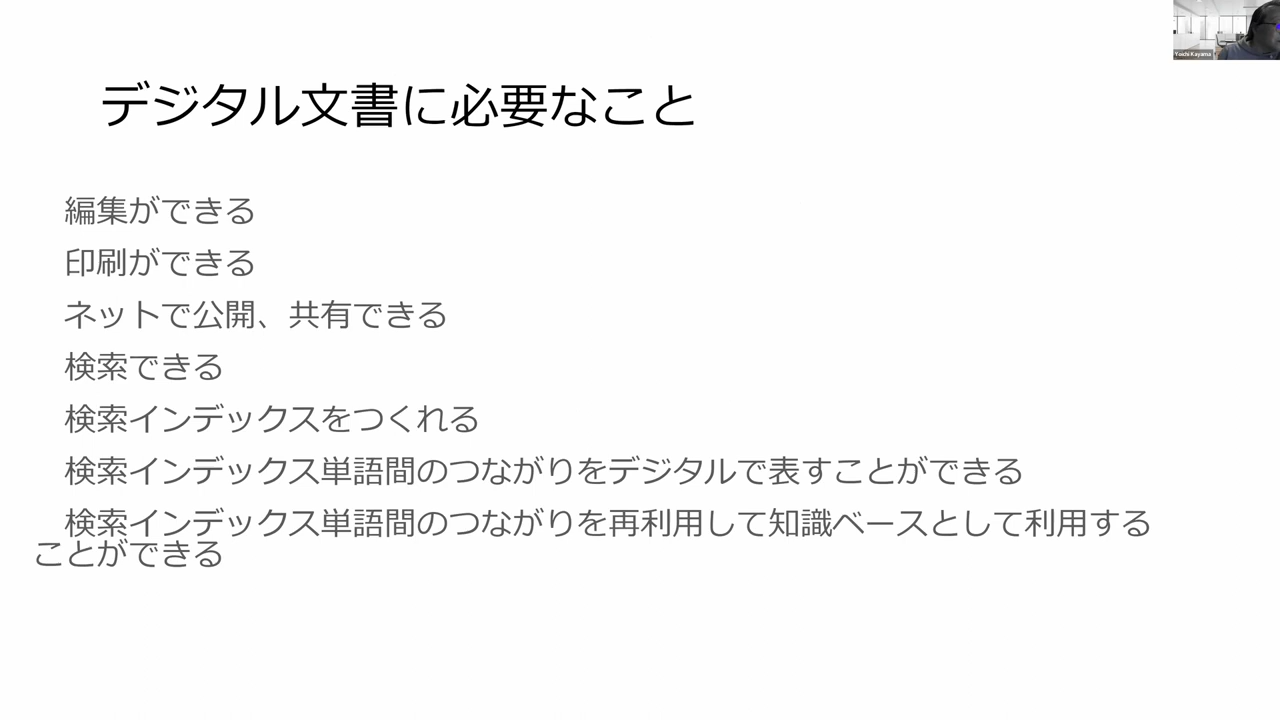 デジタル文書に必要なこと
編集ができる
印刷ができる
ネットで公開、共有できる
検索できる
検索インデックスをつくれる
検索インデックス単語間のつながりをデジタルで表すことができる
検索インデックス単語間のつながりを再利用して知識ベースとして利用する
ことができる
Yoichi Kayama